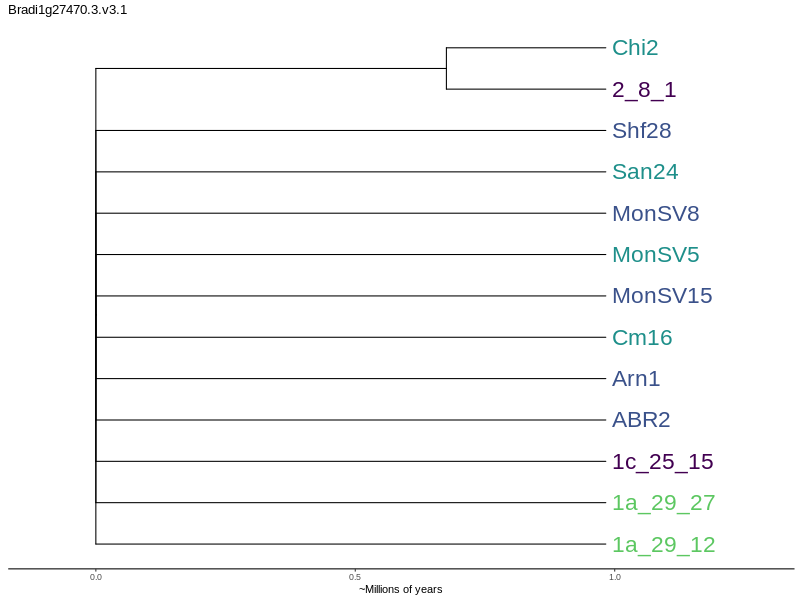 Bradi1g27470.3.v3.1
Chi2
2_8_1
Shf28
San24
MonSV8
MonSV5
MonSV15
Cm16
Arn1
ABR2
1c_25_15
1a_29_27
1a_29_12
0.0 0.5 1.0
~Millions of years